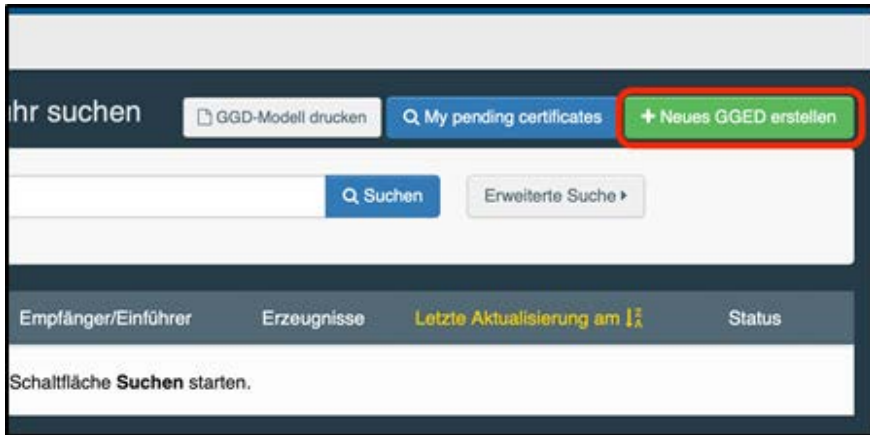 hr suchen GGD-Modell drucken My pending certificates + Neues GGED erstellen
Suchen Erweiterte Suche
Empfänger/Einführer Erzeugnisse Letzte Aktualisierung am Status
Schaltfläche Suchen starten.